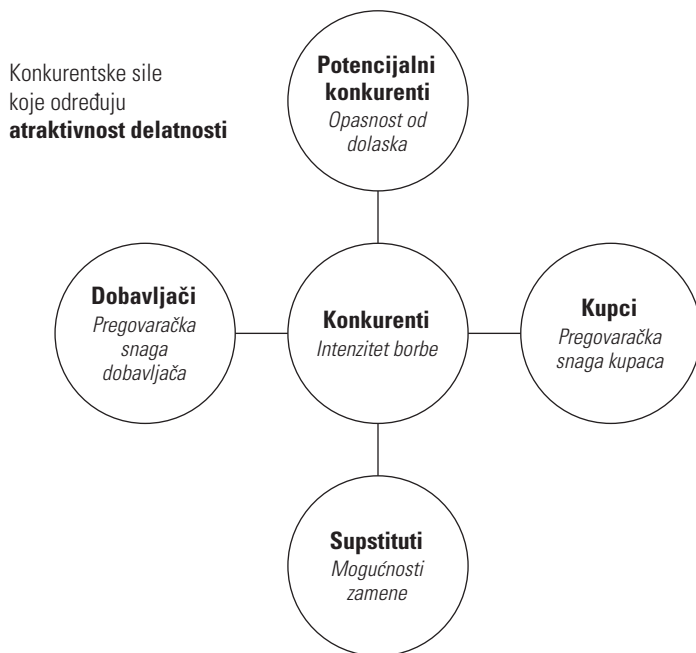 Konkurentske sile
koje određuju
atraktivnost delatnosti
Potencijalni
konkurenti
Opasnost od
dolaska
Dobavljači
Pregovaračka
snaga
dobavljača
Konkurenti
Intenzitet borbe
Kupci
Pregovaračka
snaga kupaca
Supstituti
Mogućnosti
zamene